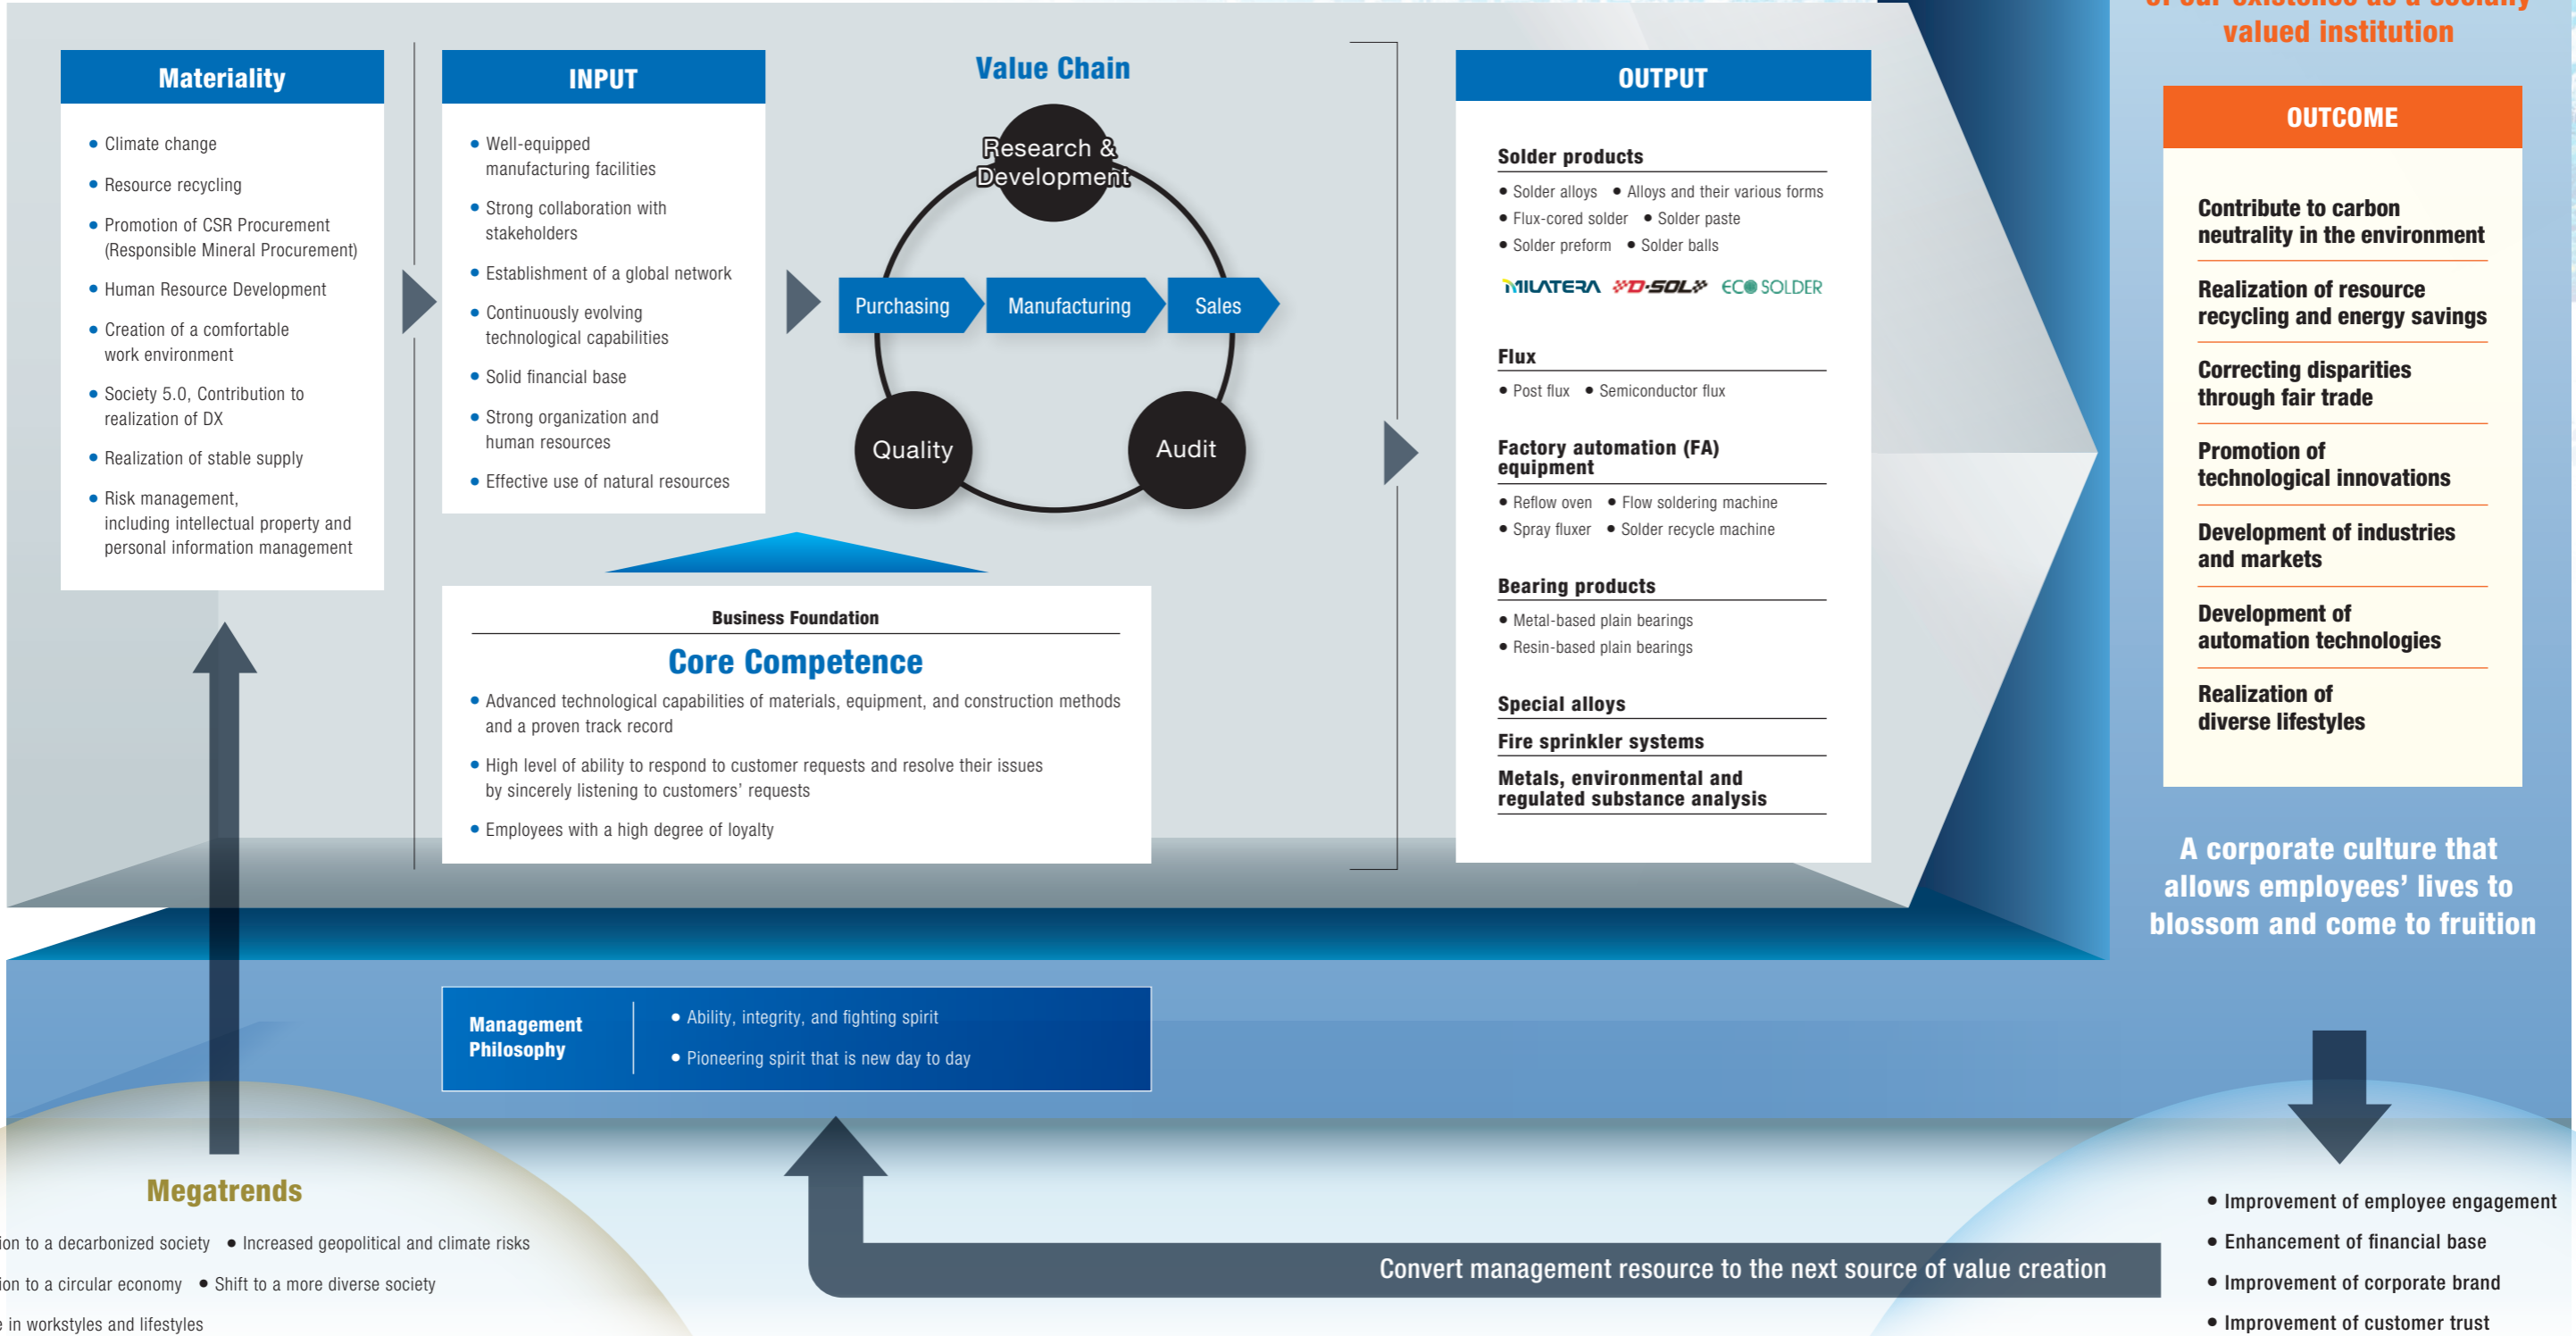 of our existence as a socially
valued institution
Materiality
• Climate change
• Resource recycling
• Promotion of CSR Procurement
(Responsible Mineral Procurement)
• Human Resource Development
• Creation of a comfortable
work environment
• Society 5.0, Contribution to
realization of DX
• Realization of stable supply
• Risk management,
including intellectual property and
personal information management
INPUT
• Well-equipped
manufacturing facilities
• Strong collaboration with
stakeholders
• Establishment of a global network
• Continuously evolving
technological capabilities
• Solid financial base
• Strong organization and
human resources
• Effective use of natural resources
Value Chain
Research &
Development
Purchasing
Manufacturing
Sales
Quality
Audit
Business Foundation
Core Competence
• Advanced technological capabilities of materials, equipment, and construction methods
and a proven track record
• High level of ability to respond to customer requests and resolve their issues
by sincerely listening to customers’ requests
• Employees with a high degree of loyalty
OUTPUT
Solder products
• Solder alloys • Alloys and their various forms
• Flux-cored solder • Solder paste
• Solder preform • Solder balls
MILATERA D-SOL ECO SOLDER
Flux
• Post flux • Semiconductor flux
Factory automation (FA)
equipment
• Reflow oven • Flow soldering machine
• Spray fluxer • Solder recycle machine
Bearing products
• Metal-based plain bearings
• Resin-based plain bearings
Special alloys
Fire sprinkler systems
Metals, environmental and
regulated substance analysis
OUTCOME
Contribute to carbon
neutrality in the environment
Realization of resource
recycling and energy savings
Correcting disparities
through fair trade
Promotion of
technological innovations
Development of industries
and markets
Development of
automation technologies
Realization of
diverse lifestyles
A corporate culture that
allows employees’ lives to
blossom and come to fruition
Management
Philosophy
• Ability, integrity, and fighting spirit
• Pioneering spirit that is new day to day
Megatrends
to a decarbonized society • Increased geopolitical and climate risks
to a circular economy • Shift to a more diverse society
in workstyles and lifestyles
Convert management resource to the next source of value creation
• Improvement of employee engagement
• Enhancement of financial base
• Improvement of corporate brand
• Improvement of customer trust